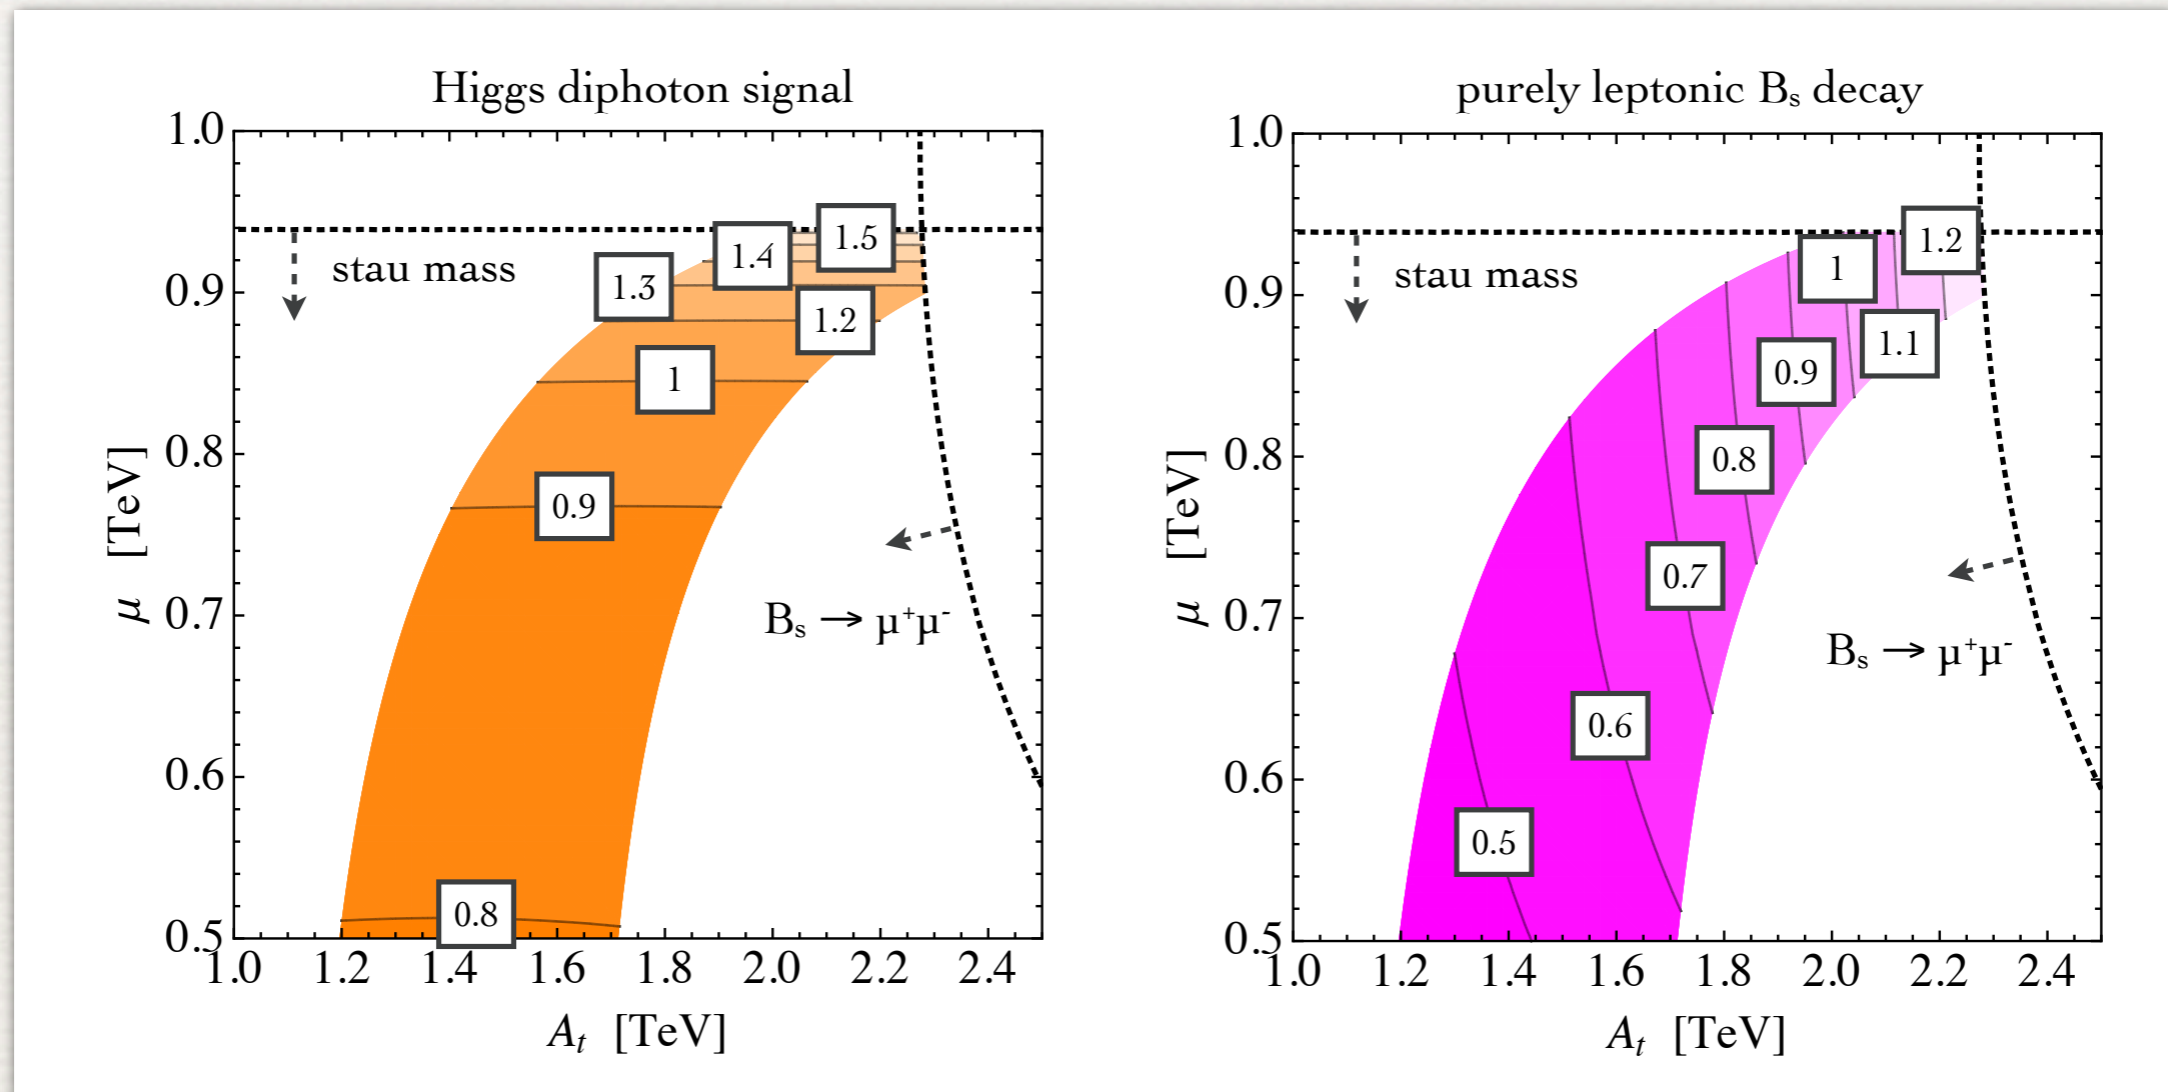 Higgs diphoton signal
1.0
0.9
0.8
0.7
0.6
0.5
μ [TeV]
stau mass
1.5
1.4
1.3
1.2
1
0.9
0.8
Bs → μ⁺μ⁻
1.0 1.2 1.4 1.6 1.8 2.0 2.2 2.4
At [TeV]
purely leptonic Bs decay
1.0
0.9
0.8
0.7
0.6
0.5
μ [TeV]
stau mass
1.2
1
1.1
0.9
0.8
0.7
0.6
0.5
Bs → μ⁺μ⁻
1.0 1.2 1.4 1.6 1.8 2.0 2.2 2.4
At [TeV]